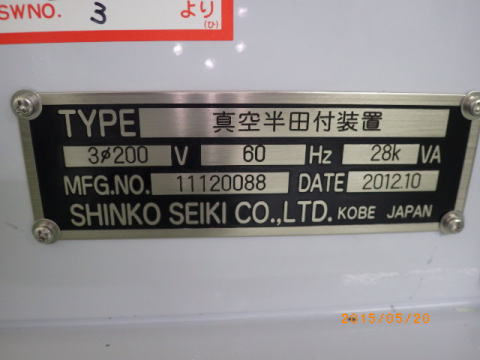 SWNO. 3 より
(ひ)
TYPE 真空半田付装置
3φ200 V 60 Hz 28k VA
MFG.NO. 11120088 DATE 2012.10
SHINKO SEIKI CO.,LTD. KOBE JAPAN
2015/05/20